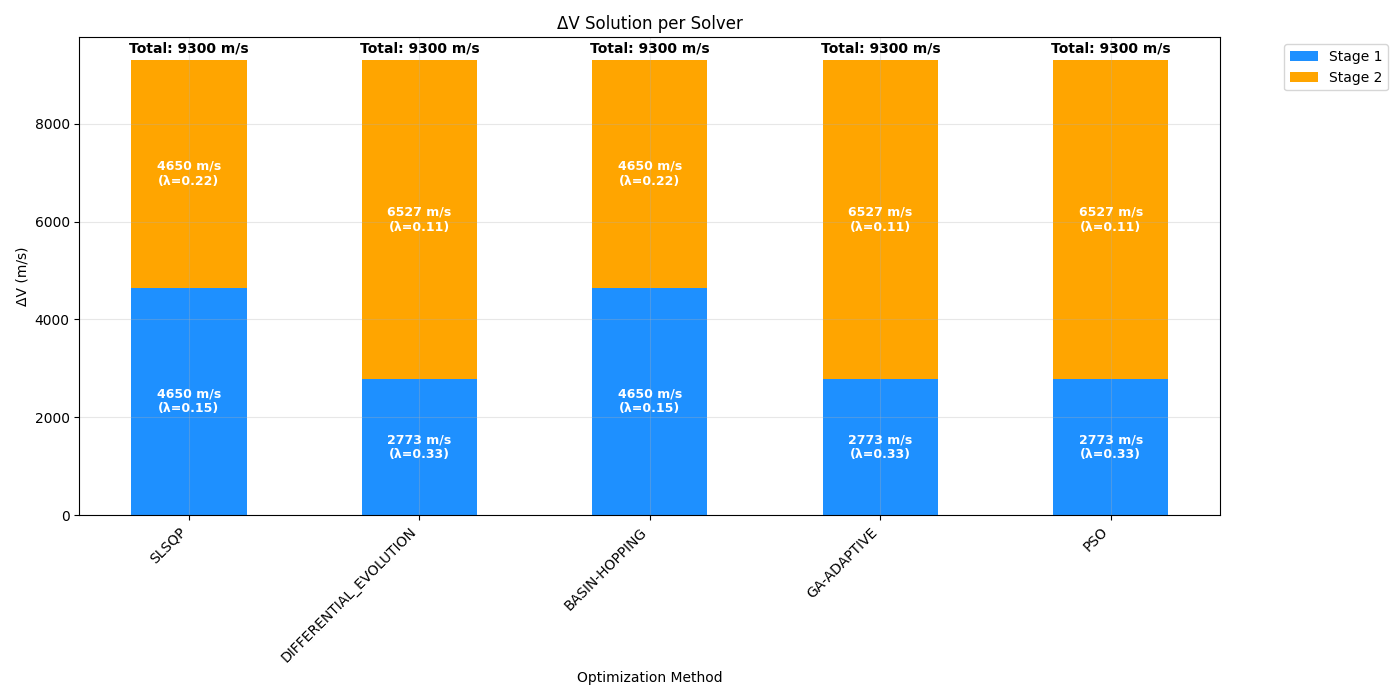 ΔV Solution per Solver
Total: 9300 m/s
Total: 9300 m/s
Total: 9300 m/s
Total: 9300 m/s
Total: 9300 m/s
Stage 1
Stage 2
ΔV (m/s)
8000
6000
4000
2000
0
4650 m/s
(λ=0.22)
4650 m/s
(λ=0.15)
6527 m/s
(λ=0.11)
2773 m/s
(λ=0.33)
4650 m/s
(λ=0.22)
4650 m/s
(λ=0.15)
6527 m/s
(λ=0.11)
2773 m/s
(λ=0.33)
6527 m/s
(λ=0.11)
2773 m/s
(λ=0.33)
SLSQP
DIFFERENTIAL_EVOLUTION
BASIN-HOPPING
GA-ADAPTIVE
PSO
Optimization Method